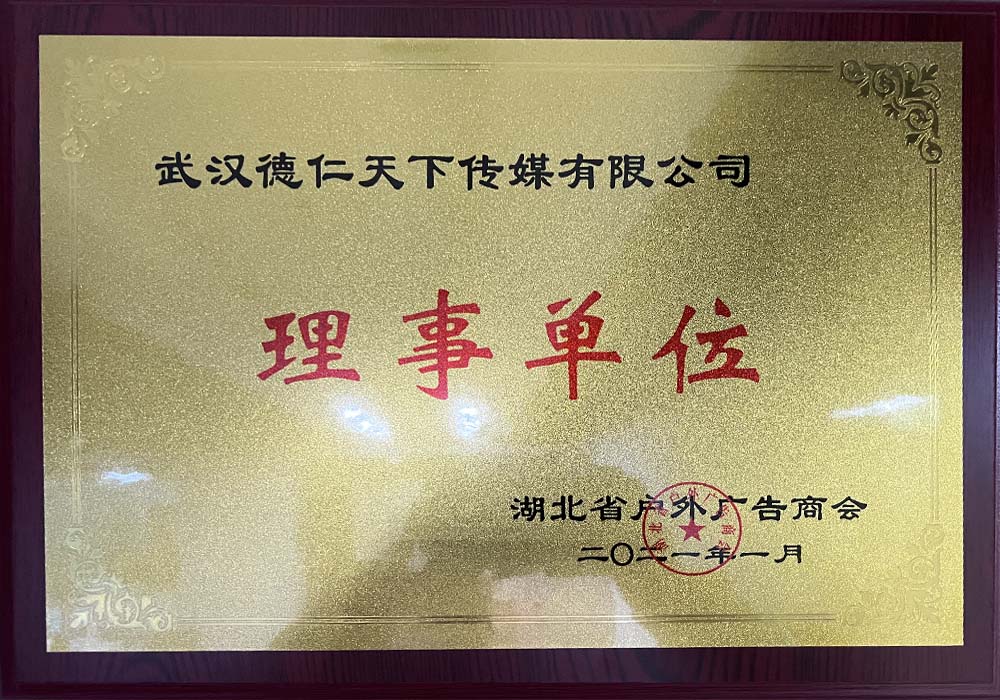 武汉德仁天下传媒有限公司
理事单位
湖北省户外广告商会
二〇二一年一月